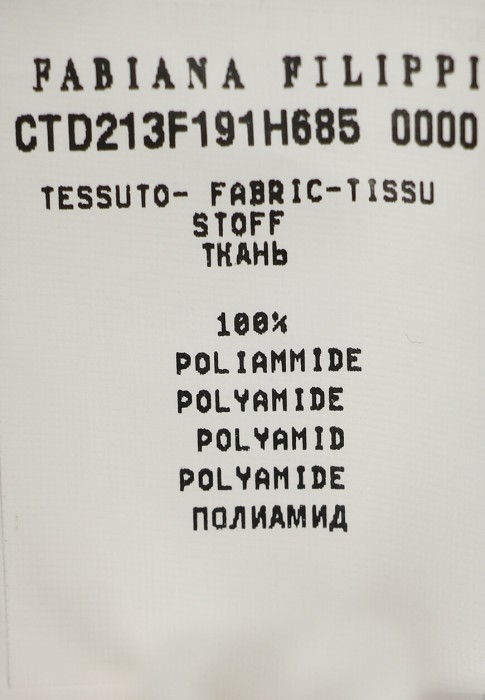 FABIANA FILIPPI
CTD213F191H685 0000
TESSUTO- FABRIC-TISSU
STOFF
ТКАНЬ
100%
POLIAMMIDE
POLYAMIDE
POLYAMID
POLYAMIDE
ПОЛИАМИД